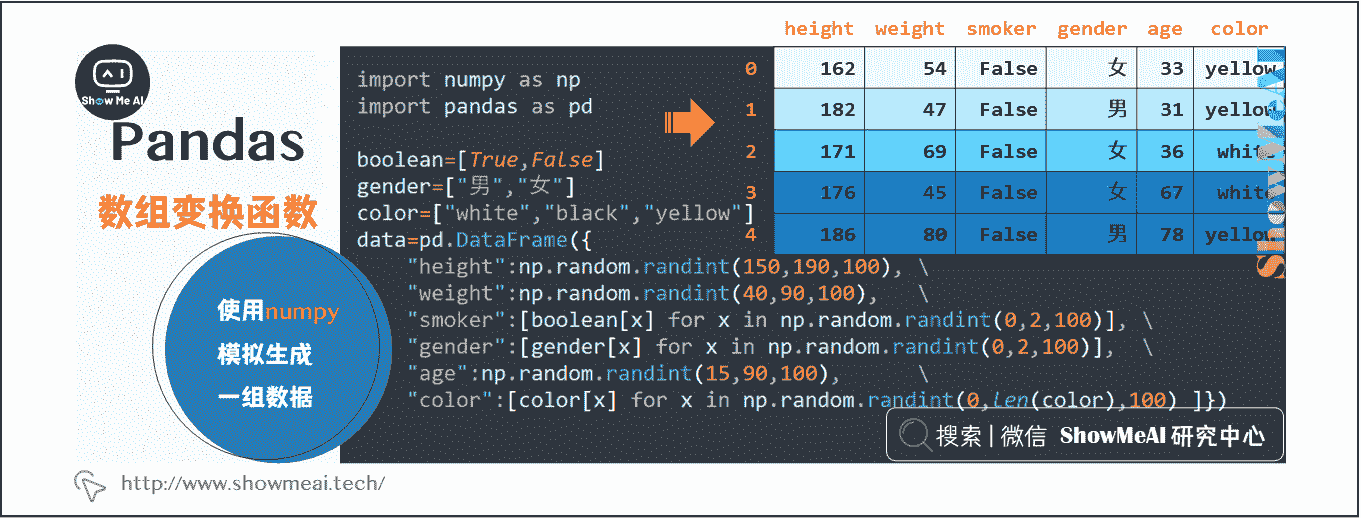 Show Me AI
Pandas
数组变换函数
使用numpy
模拟生成
一组数据
import numpy as np
import pandas as pd
boolean=[True,False]
gender=["男","女"]
color=["white","black","yellow"]
data=pd.DataFrame({
"height":np.random.randint(150,190,100), \
"weight":np.random.randint(40,90,100), \
"smoker":[boolean[x] for x in np.random.randint(0,2,100)], \
"gender":[gender[x] for x in np.random.randint(0,2,100)], \
"age":np.random.randint(15,90,100), \
"color":[color[x] for x in np.random.randint(0,len(color),100) ]})
height weight smoker gender age color
0 162 54 False 女 33 yellow
1 182 47 False 男 31 yellow
2 171 69 False 女 36 white
3 176 45 False 女 67 white
4 186 80 False 男 78 yellow
搜索 | 微信 ShowMeAI 研究中心
http://www.showmeai.tech/